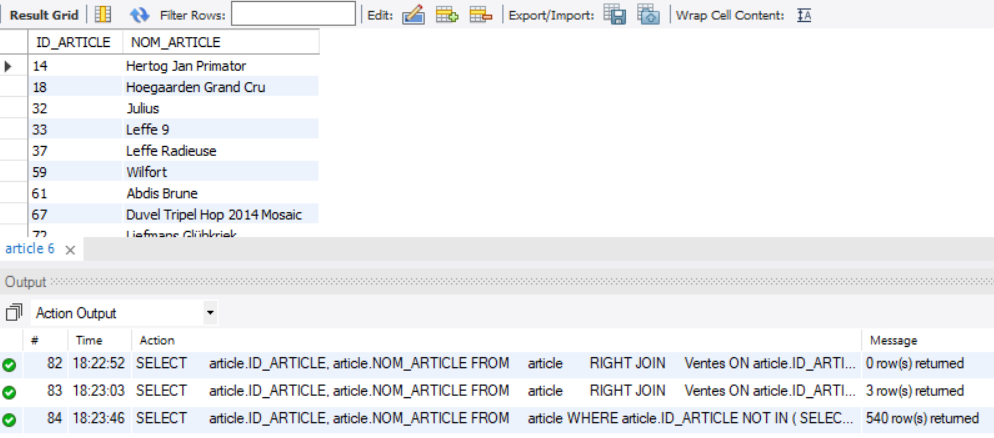 Result Grid Filter Rows: Edit: Export/Import: Wrap Cell Content:
ID_ARTICLE NOM_ARTICLE
14 Hertog Jan Primator
18 Hoegaarden Grand Cru
32 Julius
33 Leffe 9
37 Leffe Radieuse
59 Wilfort
61 Abdis Brune
67 Duvel Tripel Hop 2014 Mosaic
72 Liefmans Glühkriek
article 6
Output
Action Output
# Time Action Message
82 18:22:52 SELECT article.ID_ARTICLE, article.NOM_ARTICLE FROM article RIGHT JOIN Ventes ON article.ID_ARTI... 0 row(s) returned
83 18:23:03 SELECT article.ID_ARTICLE, article.NOM_ARTICLE FROM article RIGHT JOIN Ventes ON article.ID_ARTI... 3 row(s) returned
84 18:23:46 SELECT article.ID_ARTICLE, article.NOM_ARTICLE FROM article WHERE article.ID_ARTICLE NOT IN ( SELEC... 540 row(s) returned